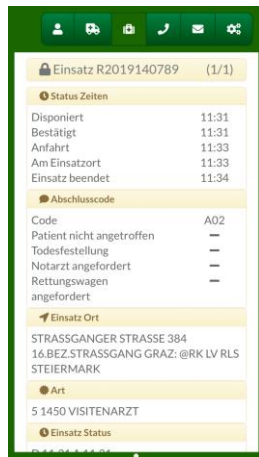 Einsatz R2019140789 (1/1)
Status Zeiten
Disponiert 11:31
Bestätigt 11:31
Anfahrt 11:33
Am Einsatzort 11:33
Einsatz beendet 11:34
Abschlusscode
Code A02
Patient nicht angetroffen –
Todesfestellung –
Notarzt angefordert –
Rettungswagen –
angefordert
Einsatz Ort
STRASSGANGER STRASSE 384
16.BEZ.STRASSGANG GRAZ: @RK LV RLS
STEIERMARK
Art
5 1450 VISITENARZT
Einsatz Status